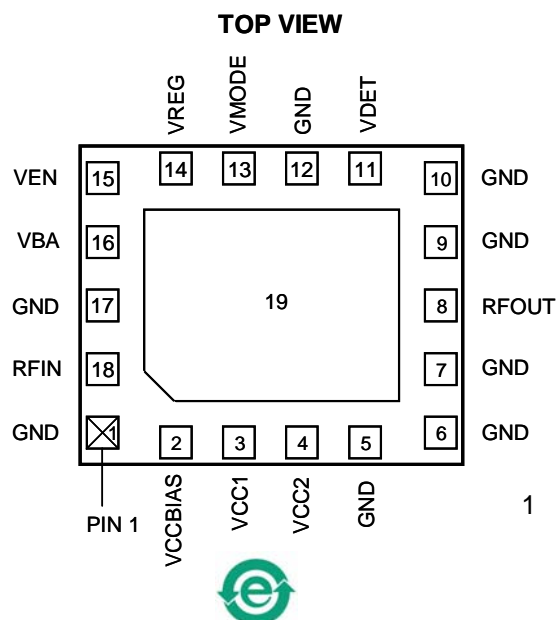 TOP VIEW
VREG
VMODE
GND
VDET
14
13
12
11
VEN
15
10
GND
VBA
16
9
GND
GND
17
19
8
RFOUT
RFIN
18
7
GND
GND
1
2
3
4
5
6
GND
PIN 1
VCCBIAS
VCC1
VCC2
GND
1
e